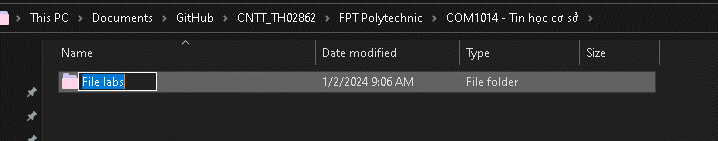 This PC > Documents > GitHub > CNTT_TH02862 > FPT Polytechnic > COM1014 - Tin học cơ sở >
Name Date modified Type Size
File labs 1/2/2024 9:06 AM File folder